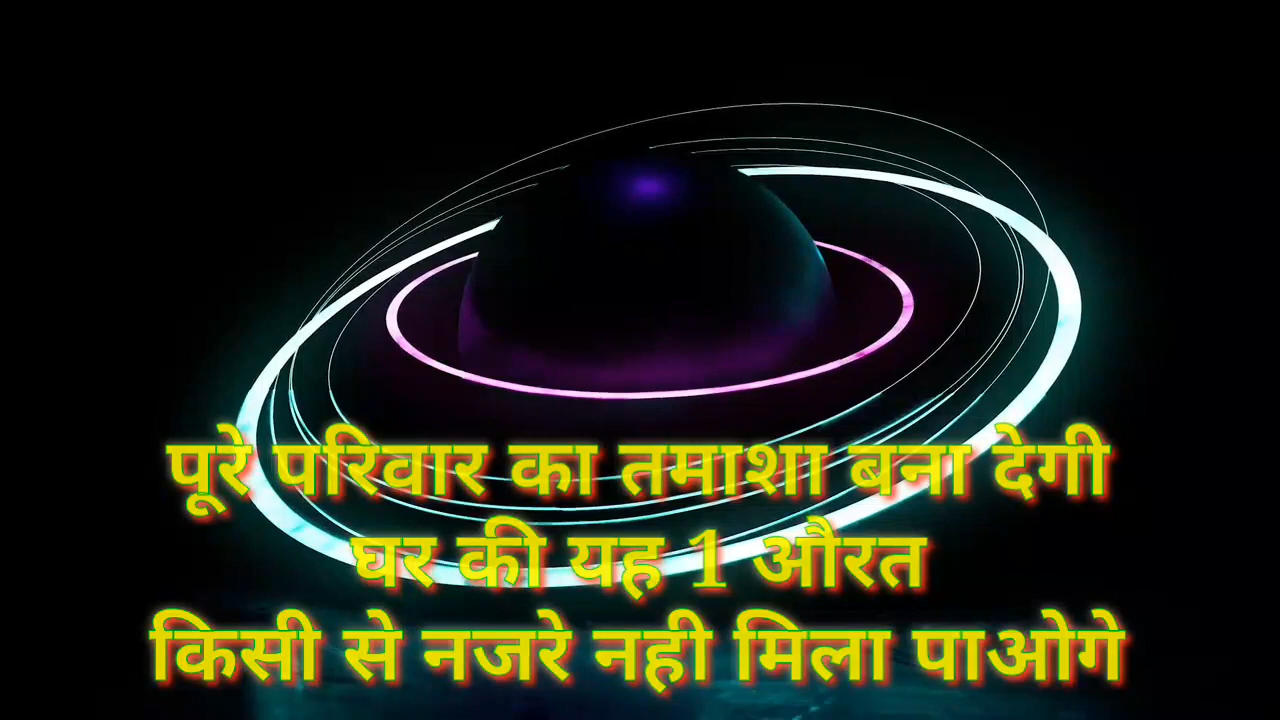 पूरे परिवार का तमाशा बना देगी
घर की यह 1 औरत
किसी से नजरे नही मिला पाओगे